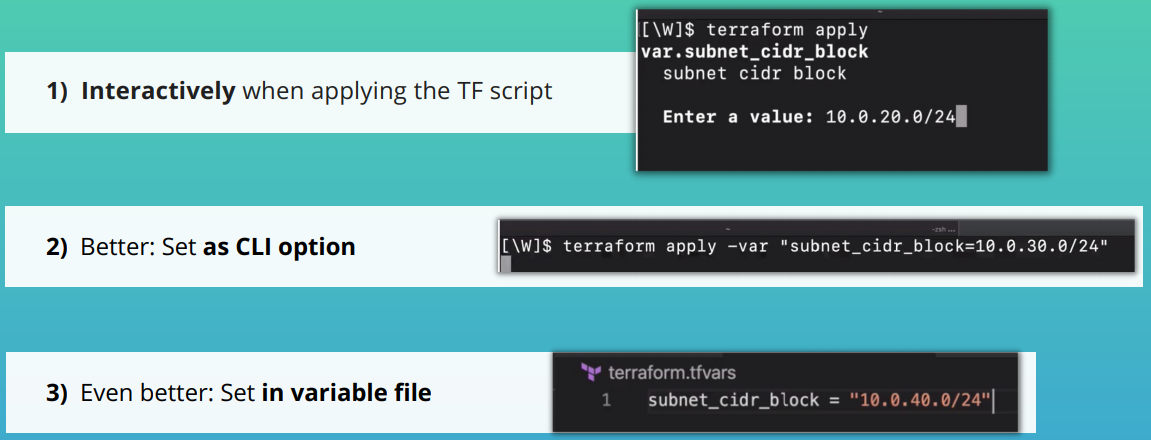 [\W]$ terraform apply
var.subnet_cidr_block
subnet cidr block
Enter a value: 10.0.20.0/24
1) Interactively when applying the TF script
-zsh ...
2) Better: Set as CLI option
[\W]$ terraform apply -var "subnet_cidr_block=10.0.30.0/24"
3) Even better: Set in variable file
terraform.tfvars
1 subnet_cidr_block = "10.0.40.0/24"